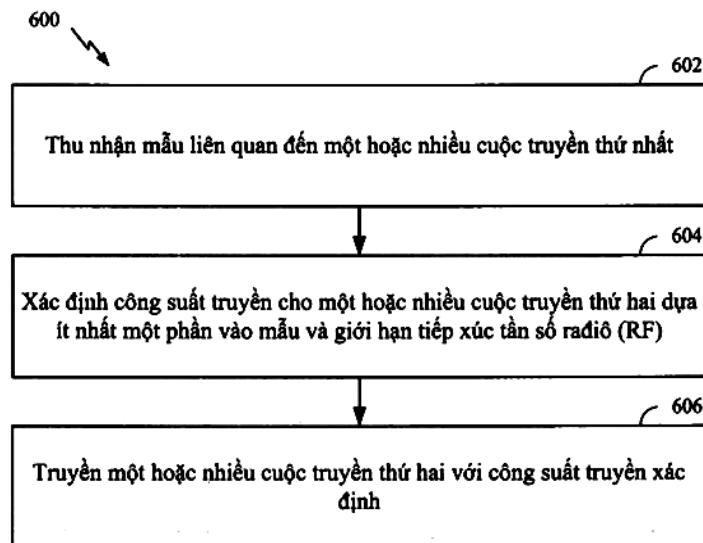 600
602
Thu nhận mẫu liên quan đến một hoặc nhiều cuộc truyền thứ nhất
604
Xác định công suất truyền cho một hoặc nhiều cuộc truyền thứ hai dựa
ít nhất một phần vào mẫu và giới hạn tiếp xúc tần số rađiô (RF)
606
Truyền một hoặc nhiều cuộc truyền thứ hai với công suất truyền xác
định